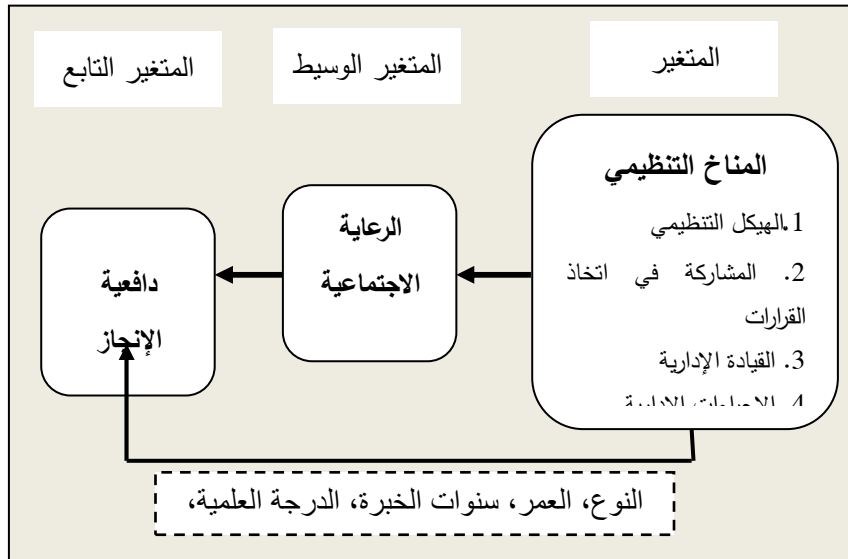 المتغير
المتغير الوسيط
المتغير التابع
المناخ التنظيمي
1.الهيكل التنظيمي
2. المشاركة في اتخاذ
القرارات
3. القيادة الإدارية
الرعاية
الاجتماعية
دافعية
الإنجاز
النوع، العمر، سنوات الخبرة، الدرجة العلمية،